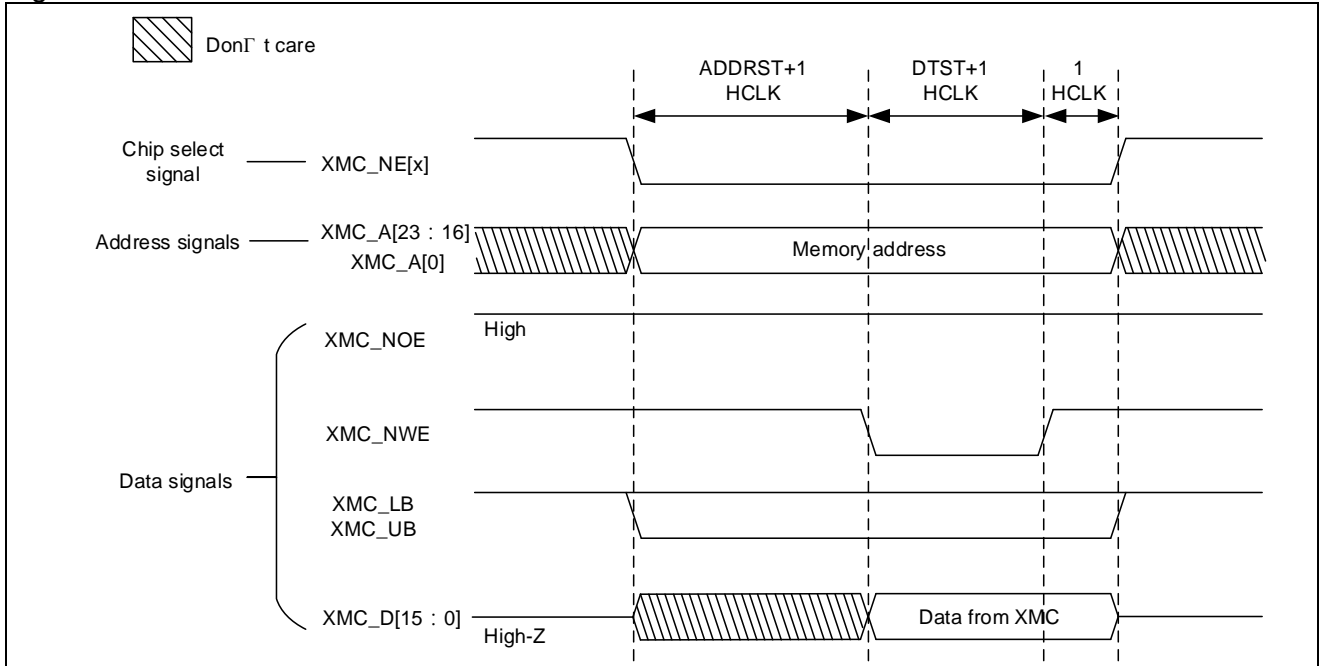 DonΓ t care
ADDRST+1
HCLK
DTST+1
HCLK
1
HCLK
Chip select
signal
XMC_NE[x]
Address signals
XMC_A[23 : 16]
XMC_A[0]
Memory address
XMC_NOE
High
XMC_NWE
Data signals
XMC_LB
XMC_UB
XMC_D[15 : 0]
High-Z
Data from XMC